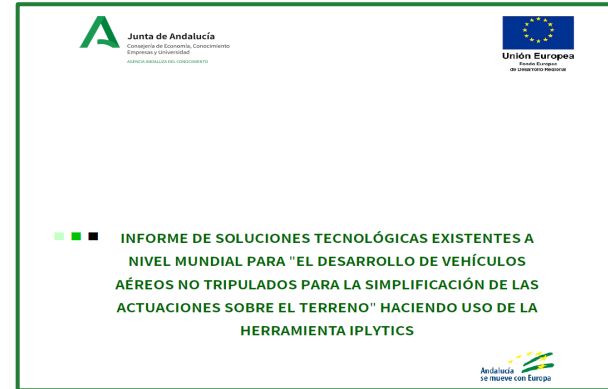 Junta de Andalucía
Consejería de Economía, Conocimiento
Empresas y Universidad
AGENCIA ANDALUZA DEL CONOCIMIENTO
Unión Europea
Fondo Europeo
de Desarrollo Regional
INFORME DE SOLUCIONES TECNOLÓGICAS EXISTENTES A
NIVEL MUNDIAL PARA "EL DESARROLLO DE VEHÍCULOS
AÉREOS NO TRIPULADOS PARA LA SIMPLIFICACIÓN DE LAS
ACTUACIONES SOBRE EL TERRENO" HACIENDO USO DE LA
HERRAMIENTA IPLYTICS
Andalucía
se mueve con Europa